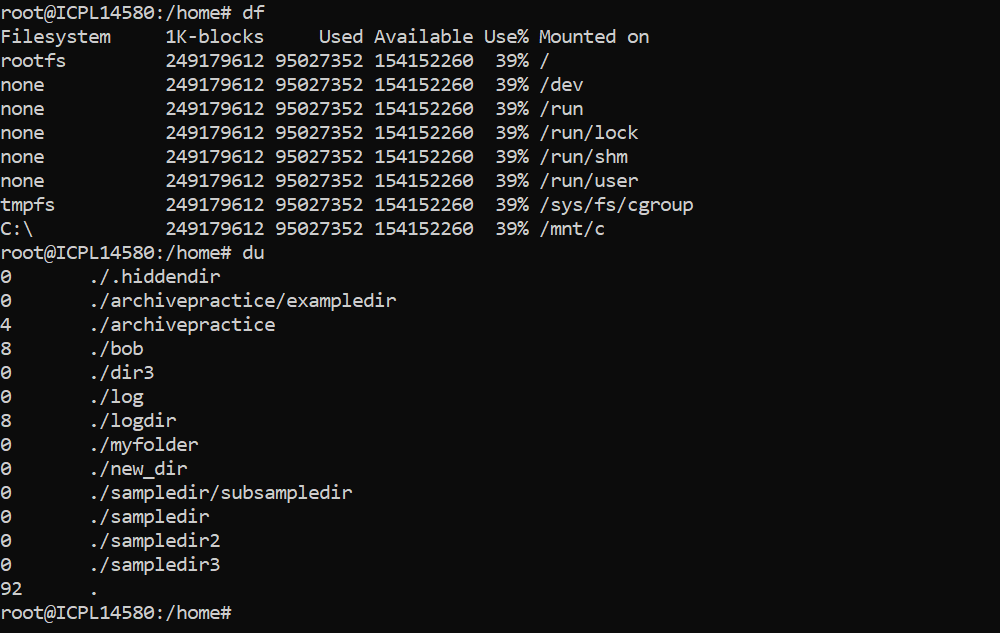 root@ICPL14580:/home# df
Filesystem     1K-blocks     Used Available Use% Mounted on
rootfs         249179612 95027352 154152260  39% /
none           249179612 95027352 154152260  39% /dev
none           249179612 95027352 154152260  39% /run
none           249179612 95027352 154152260  39% /run/lock
none           249179612 95027352 154152260  39% /run/shm
none           249179612 95027352 154152260  39% /run/user
tmpfs          249179612 95027352 154152260  39% /sys/fs/cgroup
C:\            249179612 95027352 154152260  39% /mnt/c
root@ICPL14580:/home# du
0       ./.hiddendir
0       ./archivepractice/exampledir
4       ./archivepractice
8       ./bob
0       ./dir3
0       ./log
8       ./logdir
0       ./myfolder
0       ./new_dir
0       ./sampledir/subsampledir
0       ./sampledir
0       ./sampledir2
0       ./sampledir3
92      .
root@ICPL14580:/home#